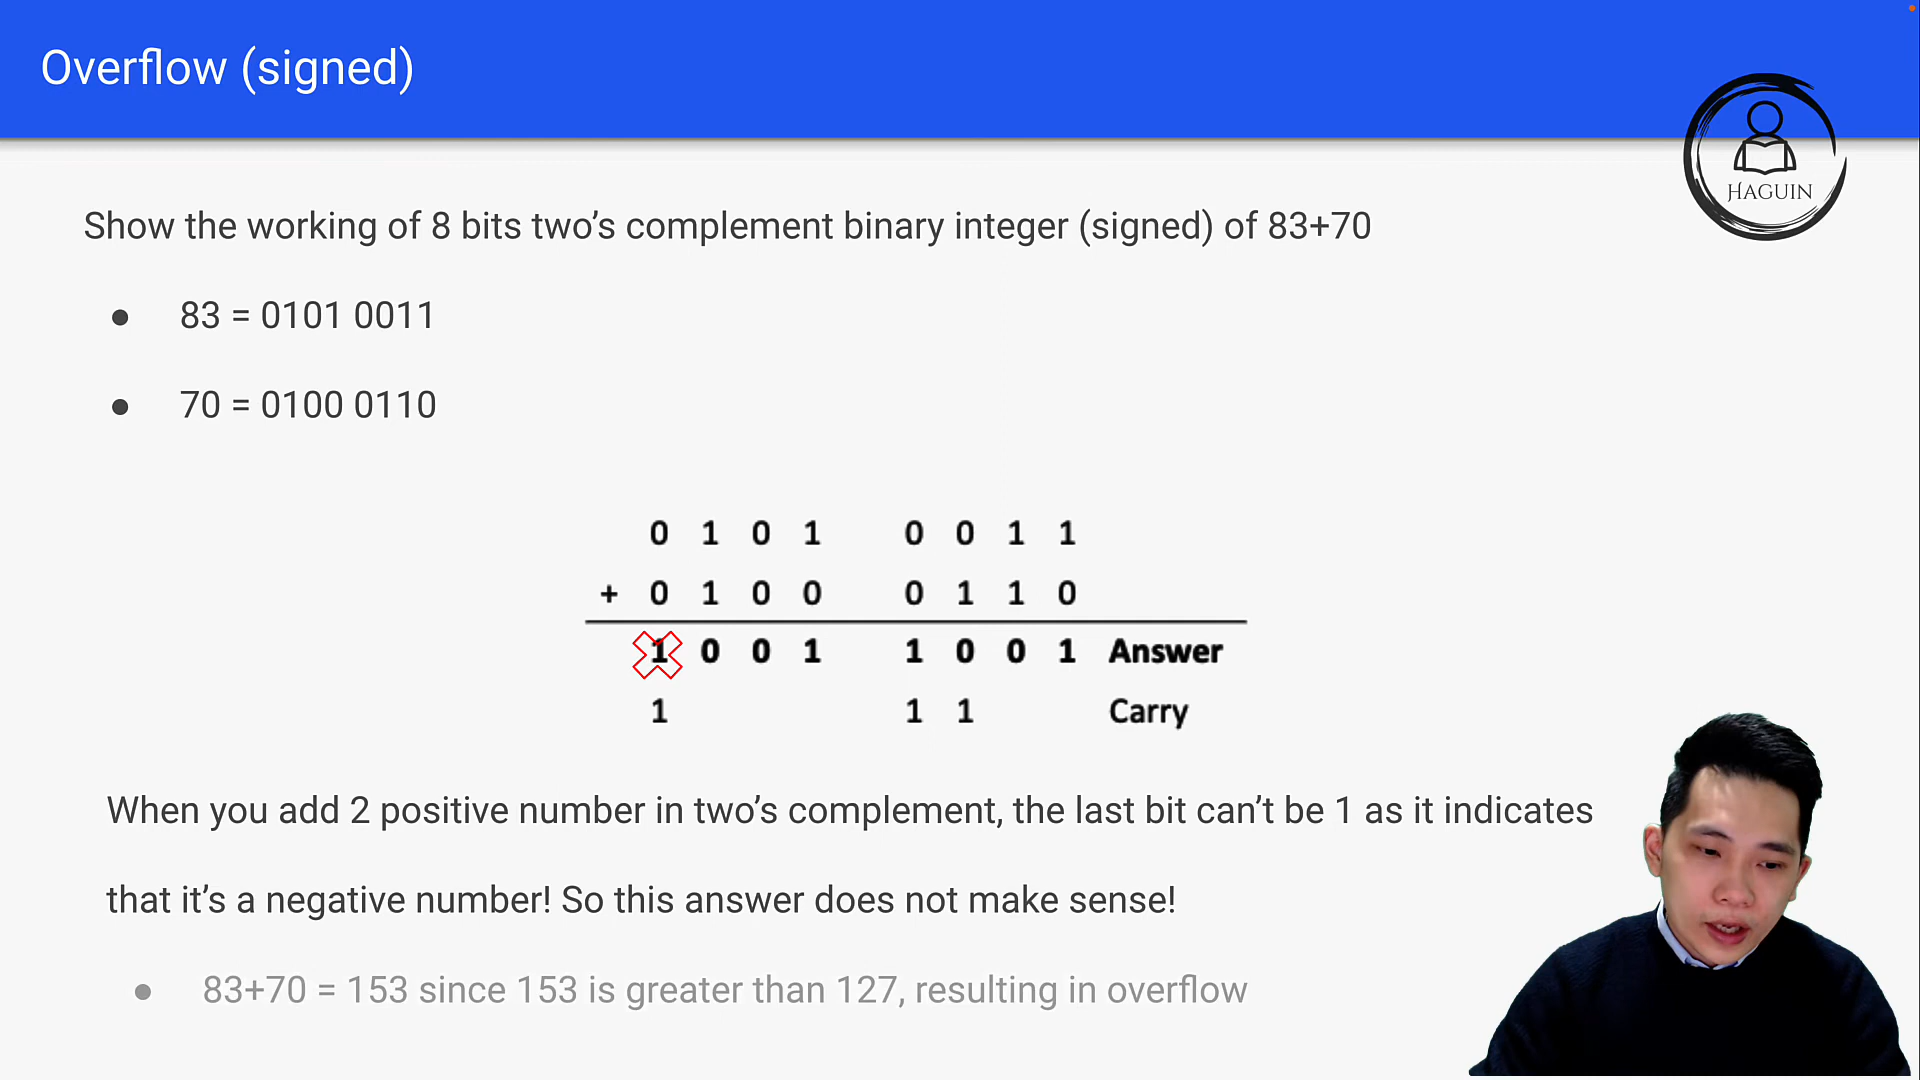 Overflow (signed)
HAGUIN
Show the working of 8 bits two’s complement binary integer (signed) of 83+70
● 83 = 0101 0011
● 70 = 0100 0110
0 1 0 1 0 0 1 1
+ 0 1 0 0 0 1 1 0
1 0 0 1 1 0 0 1 Answer
1 1 1 Carry
When you add 2 positive number in two’s complement, the last bit can’t be 1 as it indicates
that it’s a negative number! So this answer does not make sense!
● 83+70 = 153 since 153 is greater than 127, resulting in overflow